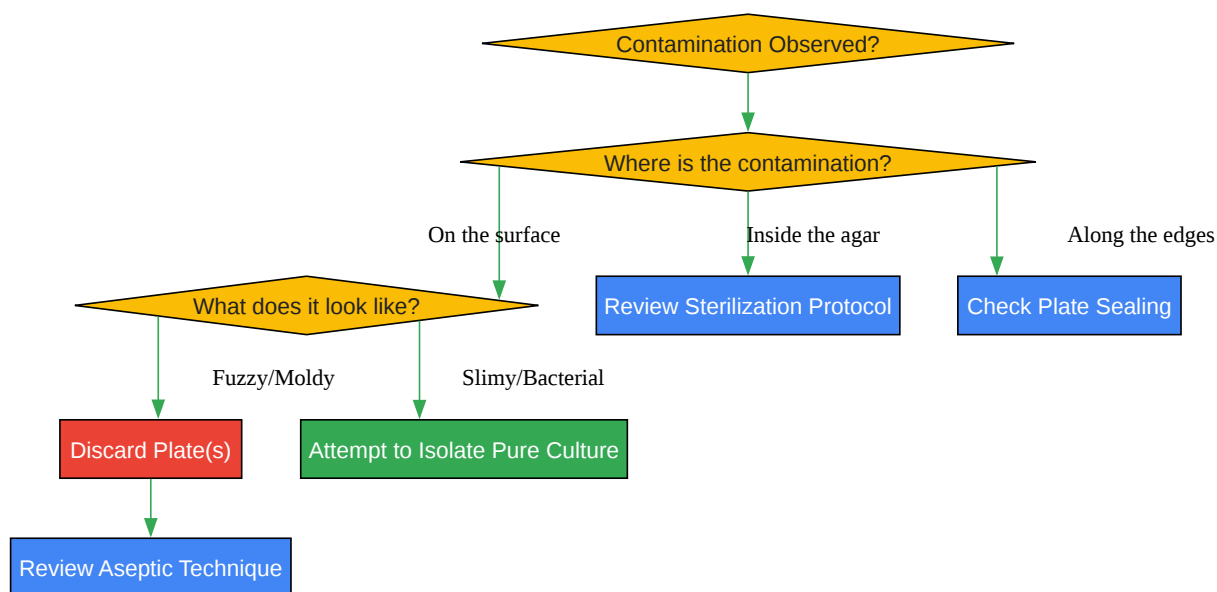 Contamination Observed?
Where is the contamination?
On the surface
Inside the agar
Along the edges
What does it look like?
Review Sterilization Protocol
Check Plate Sealing
Fuzzy/Moldy
Slimy/Bacterial
Discard Plate(s)
Attempt to Isolate Pure Culture
Review Aseptic Technique